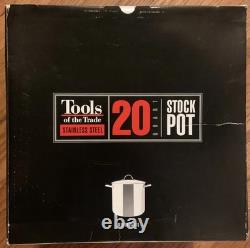 Tools
of the Trade
STAINLESS STEEL
20
QUART
STOCK
POT